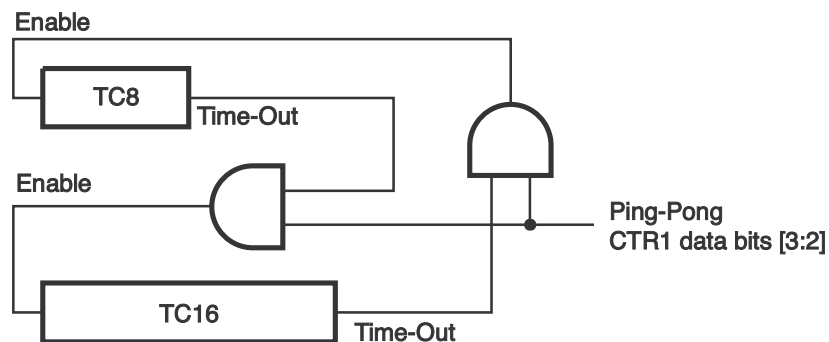 Enable
TC8
Time-Out
Enable
Ping-Pong
CTR1 data bits [3:2]
TC16
Time-Out